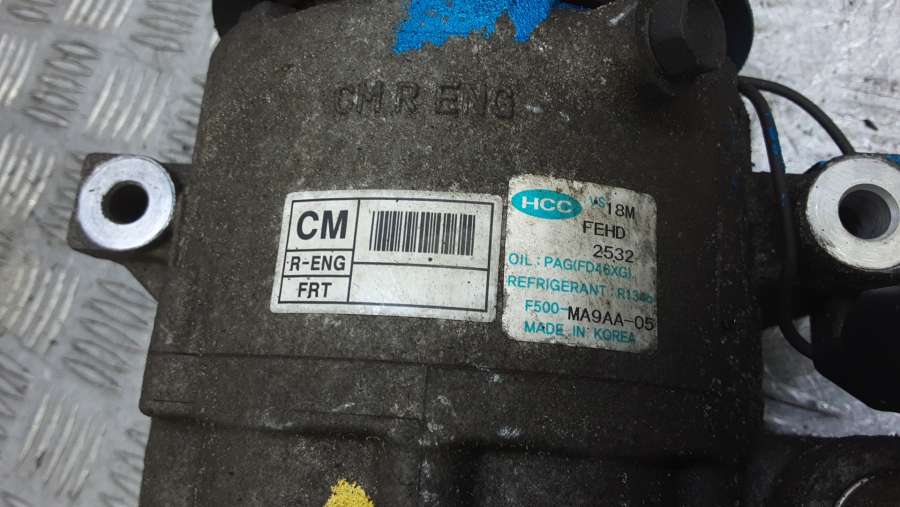 CM R ENG
CM
R-ENG
FRT
HCC VS 18M
FEHD
2532
OIL : PAG(FD46XG)
REFRIGERANT : R134a
F500-MA9AA-05
MADE IN KOREA